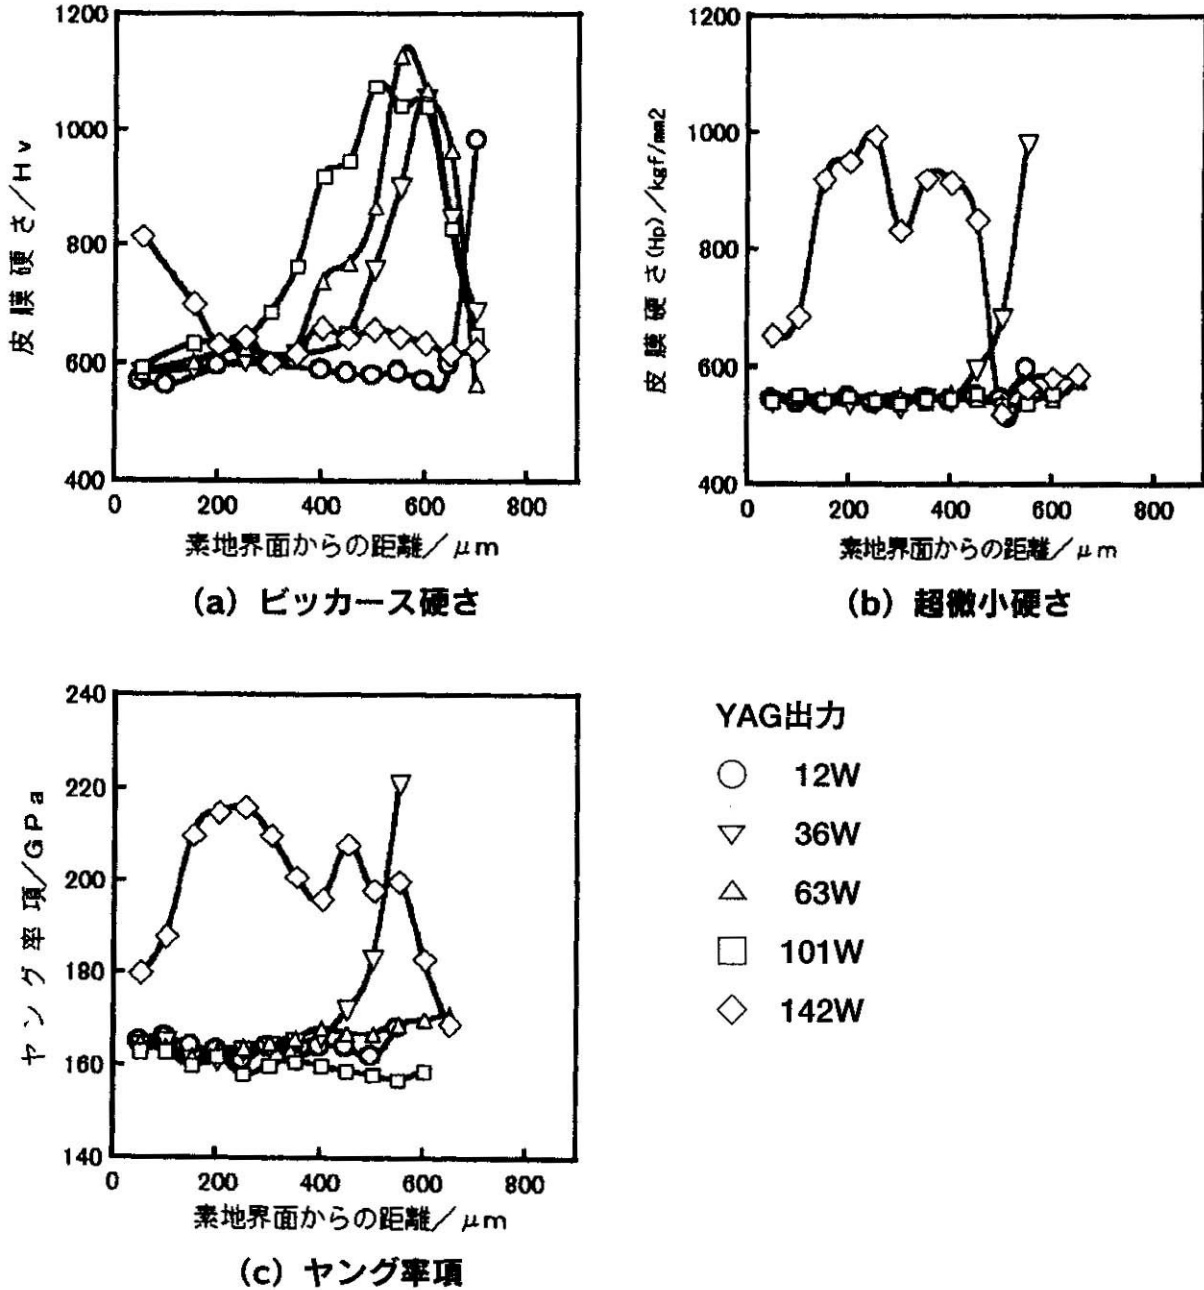 1200
1000
800
600
400
0
200
400
600
800
皮膜硬さ/Hv
素地界面からの距離/μm
(a) ビッカース硬さ
1200
1000
800
600
400
0
200
400
600
800
皮膜硬さ(Hp)/kgf/mm2
素地界面からの距離/μm
(b) 超微小硬さ
240
220
200
180
160
140
0
200
400
600
800
ヤング率項/GPa
素地界面からの距離/μm
(c) ヤング率項
YAG出力
12W
36W
63W
101W
142W